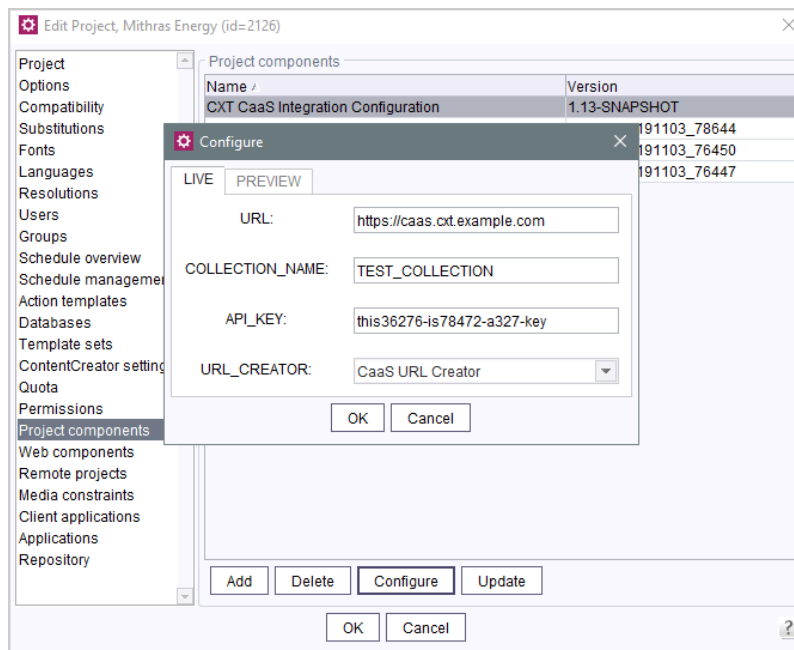 Edit Project, Mithras Energy (id=2126)
Project
Options
Compatibility
Substitutions
Fonts
Languages
Resolutions
Users
Groups
Schedule overview
Schedule managemer
Action templates
Databases
Template sets
ContentCreator setting
Quota
Permissions
Project components
Web components
Remote projects
Media constraints
Client applications
Applications
Repository
Project components
Name Version
CXT CaaS Integration Configuration 1.13-SNAPSHOT
191103_78644
191103_76450
191103_76447
Configure
LIVE PREVIEW
URL: https://caas.cxt.example.com
COLLECTION_NAME: TEST_COLLECTION
API_KEY: this36276-is78472-a327-key
URL_CREATOR: CaaS URL Creator
OK Cancel
Add Delete Configure Update
OK Cancel
?